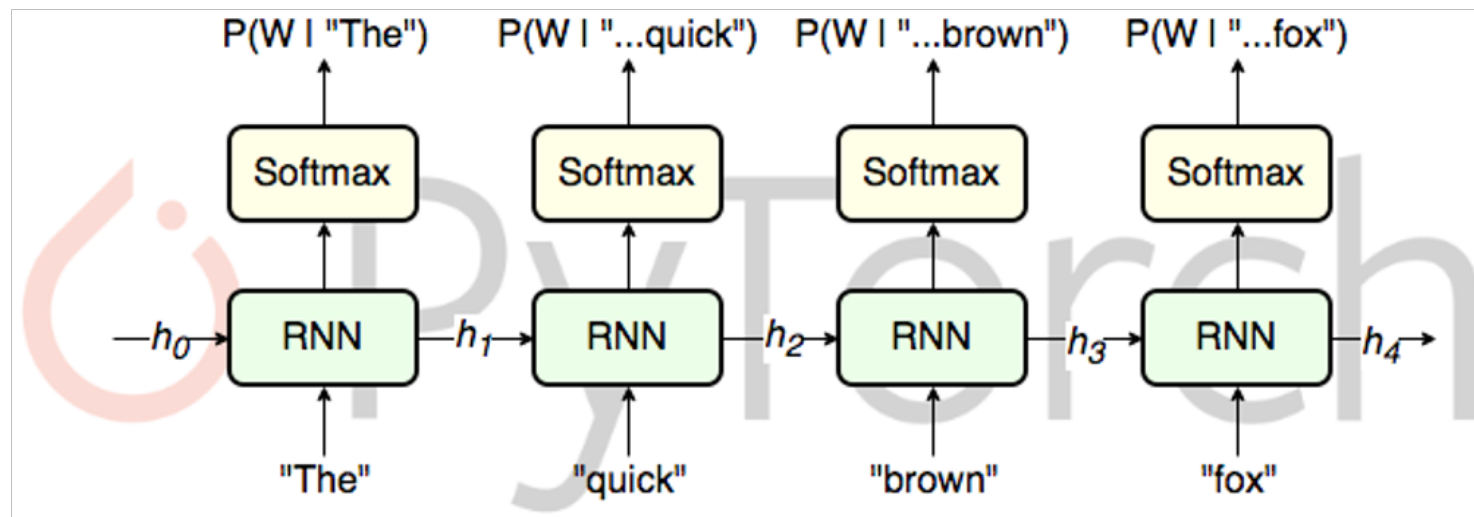 P(W | "The") P(W | "...quick") P(W | "...brown") P(W | "...fox")
Softmax Softmax Softmax Softmax
PyTorch
h0 RNN h1 RNN h2 RNN h3 RNN h4
"The" "quick" "brown" "fox"